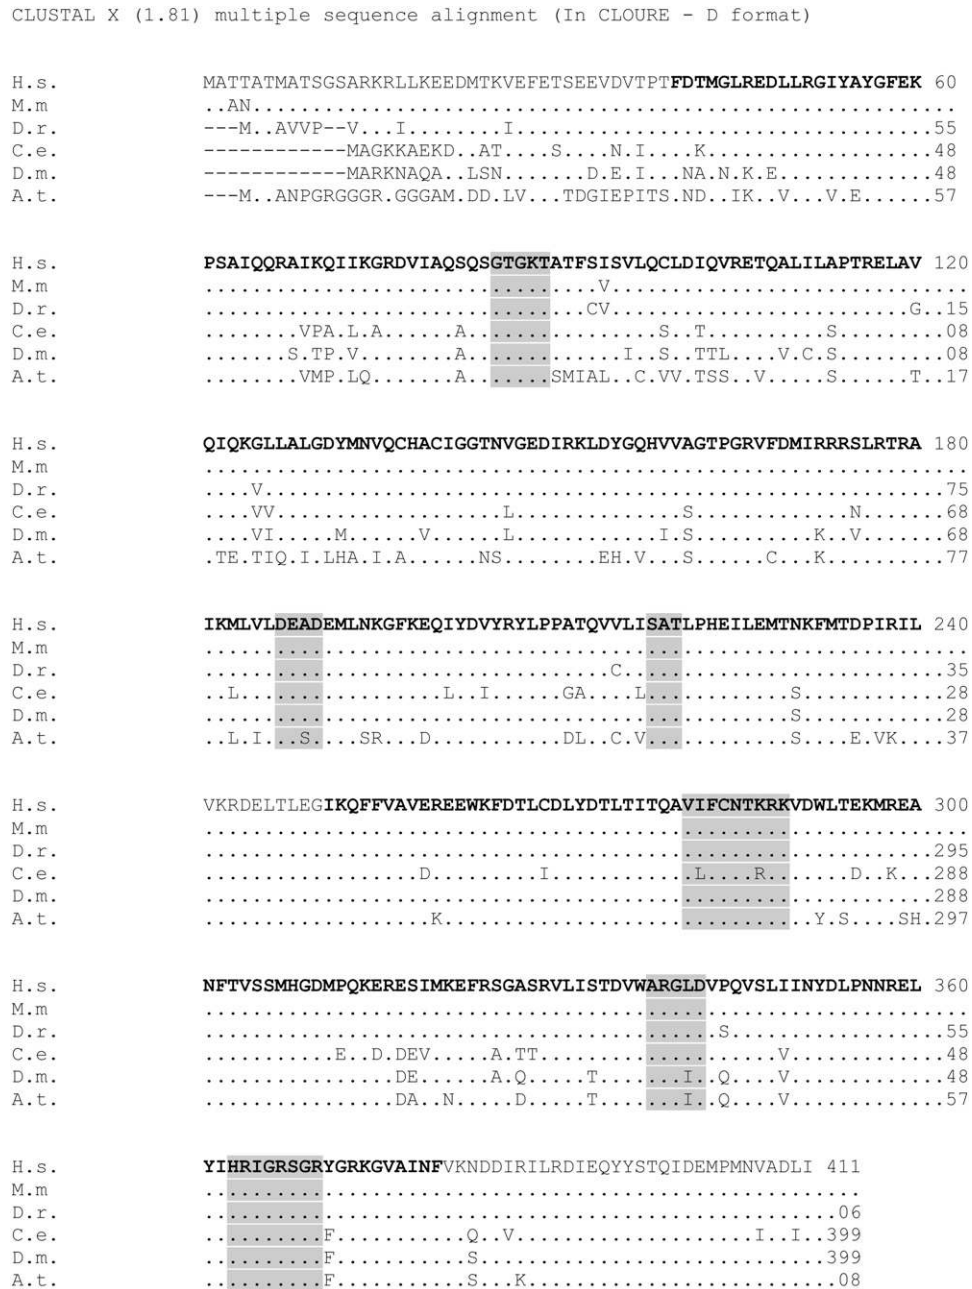 CLUSTAL X (1.81) multiple sequence alignment (In CLOURE - D format)
H.s. MATTATMATSGSARKRLLKEEDMTKVEFETSEEVDVTPTFDTMGLREDLLRGIYAYGFEK 60
M.m ..AN............................................................
D.r. ---M..AVVP--V...I........I...................................55
C.e. ------------MAGKKAEKD..AT....S....N.I....K...................48
D.m. ------------MARKNAQA..LSN.......D.E.I...NA.N.K.E.............48
A.t. ---M..ANPGRGGGR.GGGAM.DD.LV...TDGIEPITS.ND..IK..V...V.E......57
H.s. PSAIQQRAIKQIIKGRDVIAQSQSGTGKTATFSISVLQCLDIQVRETQALILAPTRELAV 120
M.m .................................V..............................
D.r. ................................CV.........................G..15
C.e. ........VPA.L.A......A................S..T..........S.........08
D.m. .......S.TP.V........A.............I..S..TTL....V.C.S.........08
A.t. ........VMP.LQ.......A.......SMIAL..C.VV.TSS..V.....S......T..17
H.s. QIQKGLLALGDYMNVQCHACIGGTNVGEDIRKLDYGQHVVAGTPGRVFDMIRRRSLRTRA 180
M.m ................................................................
D.r. ....V.........................................................75
C.e. ....VV...................L..............S.............N.......68
D.m. ....VI.....M......V......L............I.S..........K..V.......68
A.t. .TE.TIQ.I.LHA.I.A......NS........EH.V...S......C...K..........77
H.s. IKMLVLDEADEMLNKGFKEQIYDVYRYLPPATQVVLISATLPHEILEMTNKFMTDPIRIL 240
M.m ................................................................
D.r. ..................................C...........................35
C.e. ..L.................L..I......GA....L............S............28
D.m. .................................................S............28
A.t. ..L.I...S....SR...D...........DL..C.V............S....E.VK....37
H.s. VKRDELTLEGIKQFFVAVEREEWKFDTLCDLYDTLTITQAVIFCNTKRKVDWLTEKMREA 300
M.m ................................................................
D.r. .............................................................295
C.e. ..................D.........I............L....R.......D..K...288
D.m. .............................................................288
A.t. ...................K...............................Y.S....SH.297
H.s. NFTVSSMHGDMPQKERESIMKEFRSGASRVLISTDVWARGLDVPQVSLIINYDLPNNREL 360
M.m ................................................................
D.r. ...........................................S..................55
C.e. ...........E..D.DEV.....A.TT....................V.............48
D.m. ................DE......A.Q.....T.......I..Q....V.............48
A.t. ................DA..N.....D.....T.......I..Q....V.............57
H.s. YIHRIGRSGRYGRKGVAINFVKNDDIRILRDIEQYYSTQIDEMPMNVADLI 411
M.m .......................................................
D.r. .....................................................06
C.e. ..........F...........Q..V....................I..I..399
D.m. ..........F...........S.............................399
A.t. ..........F...........S...K...........................08